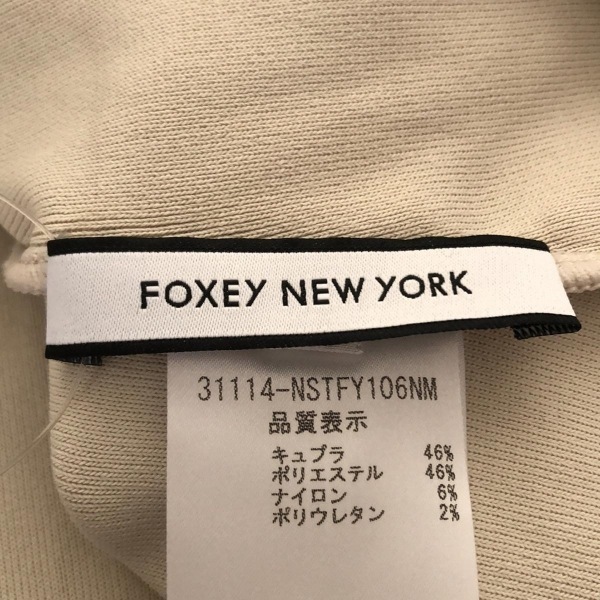 FOXEY NEW YORK
31114-NSTFY106NM
品質表示
キュプラ 46%
ポリエステル 46%
ナイロン 6%
ポリウレタン 2%